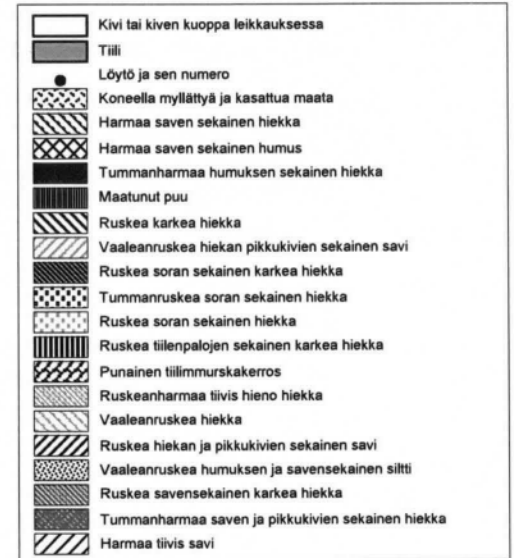 Kivi tai kiven kuoppa leikkauksessa
Tiili
Löytö ja sen numero
Koneella myllättyä ja kasattua maata
Harmaa saven sekainen hiekka
Harmaa saven sekainen humus
Tummanharmaa humuksen sekainen hiekka
Maatunut puu
Ruskea karkea hiekka
Vaaleanruskea hiekan pikkukivien sekainen savi
Ruskea soran sekainen karkea hiekka
Tummanruskea soran sekainen hiekka
Ruskea soran sekainen hiekka
Ruskea tiilenpalojen sekainen karkea hiekka
Punainen tiilimurskakerros
Ruskeanharmaa tiivis hieno hiekka
Vaaleanruskea hiekka
Ruskea hiekan ja pikkukivien sekainen savi
Vaaleanruskea humuksen ja savensekainen siltti
Ruskea savensekainen karkea hiekka
Tummanharmaa saven ja pikkukivien sekainen hiekka
Harmaa tiivis savi